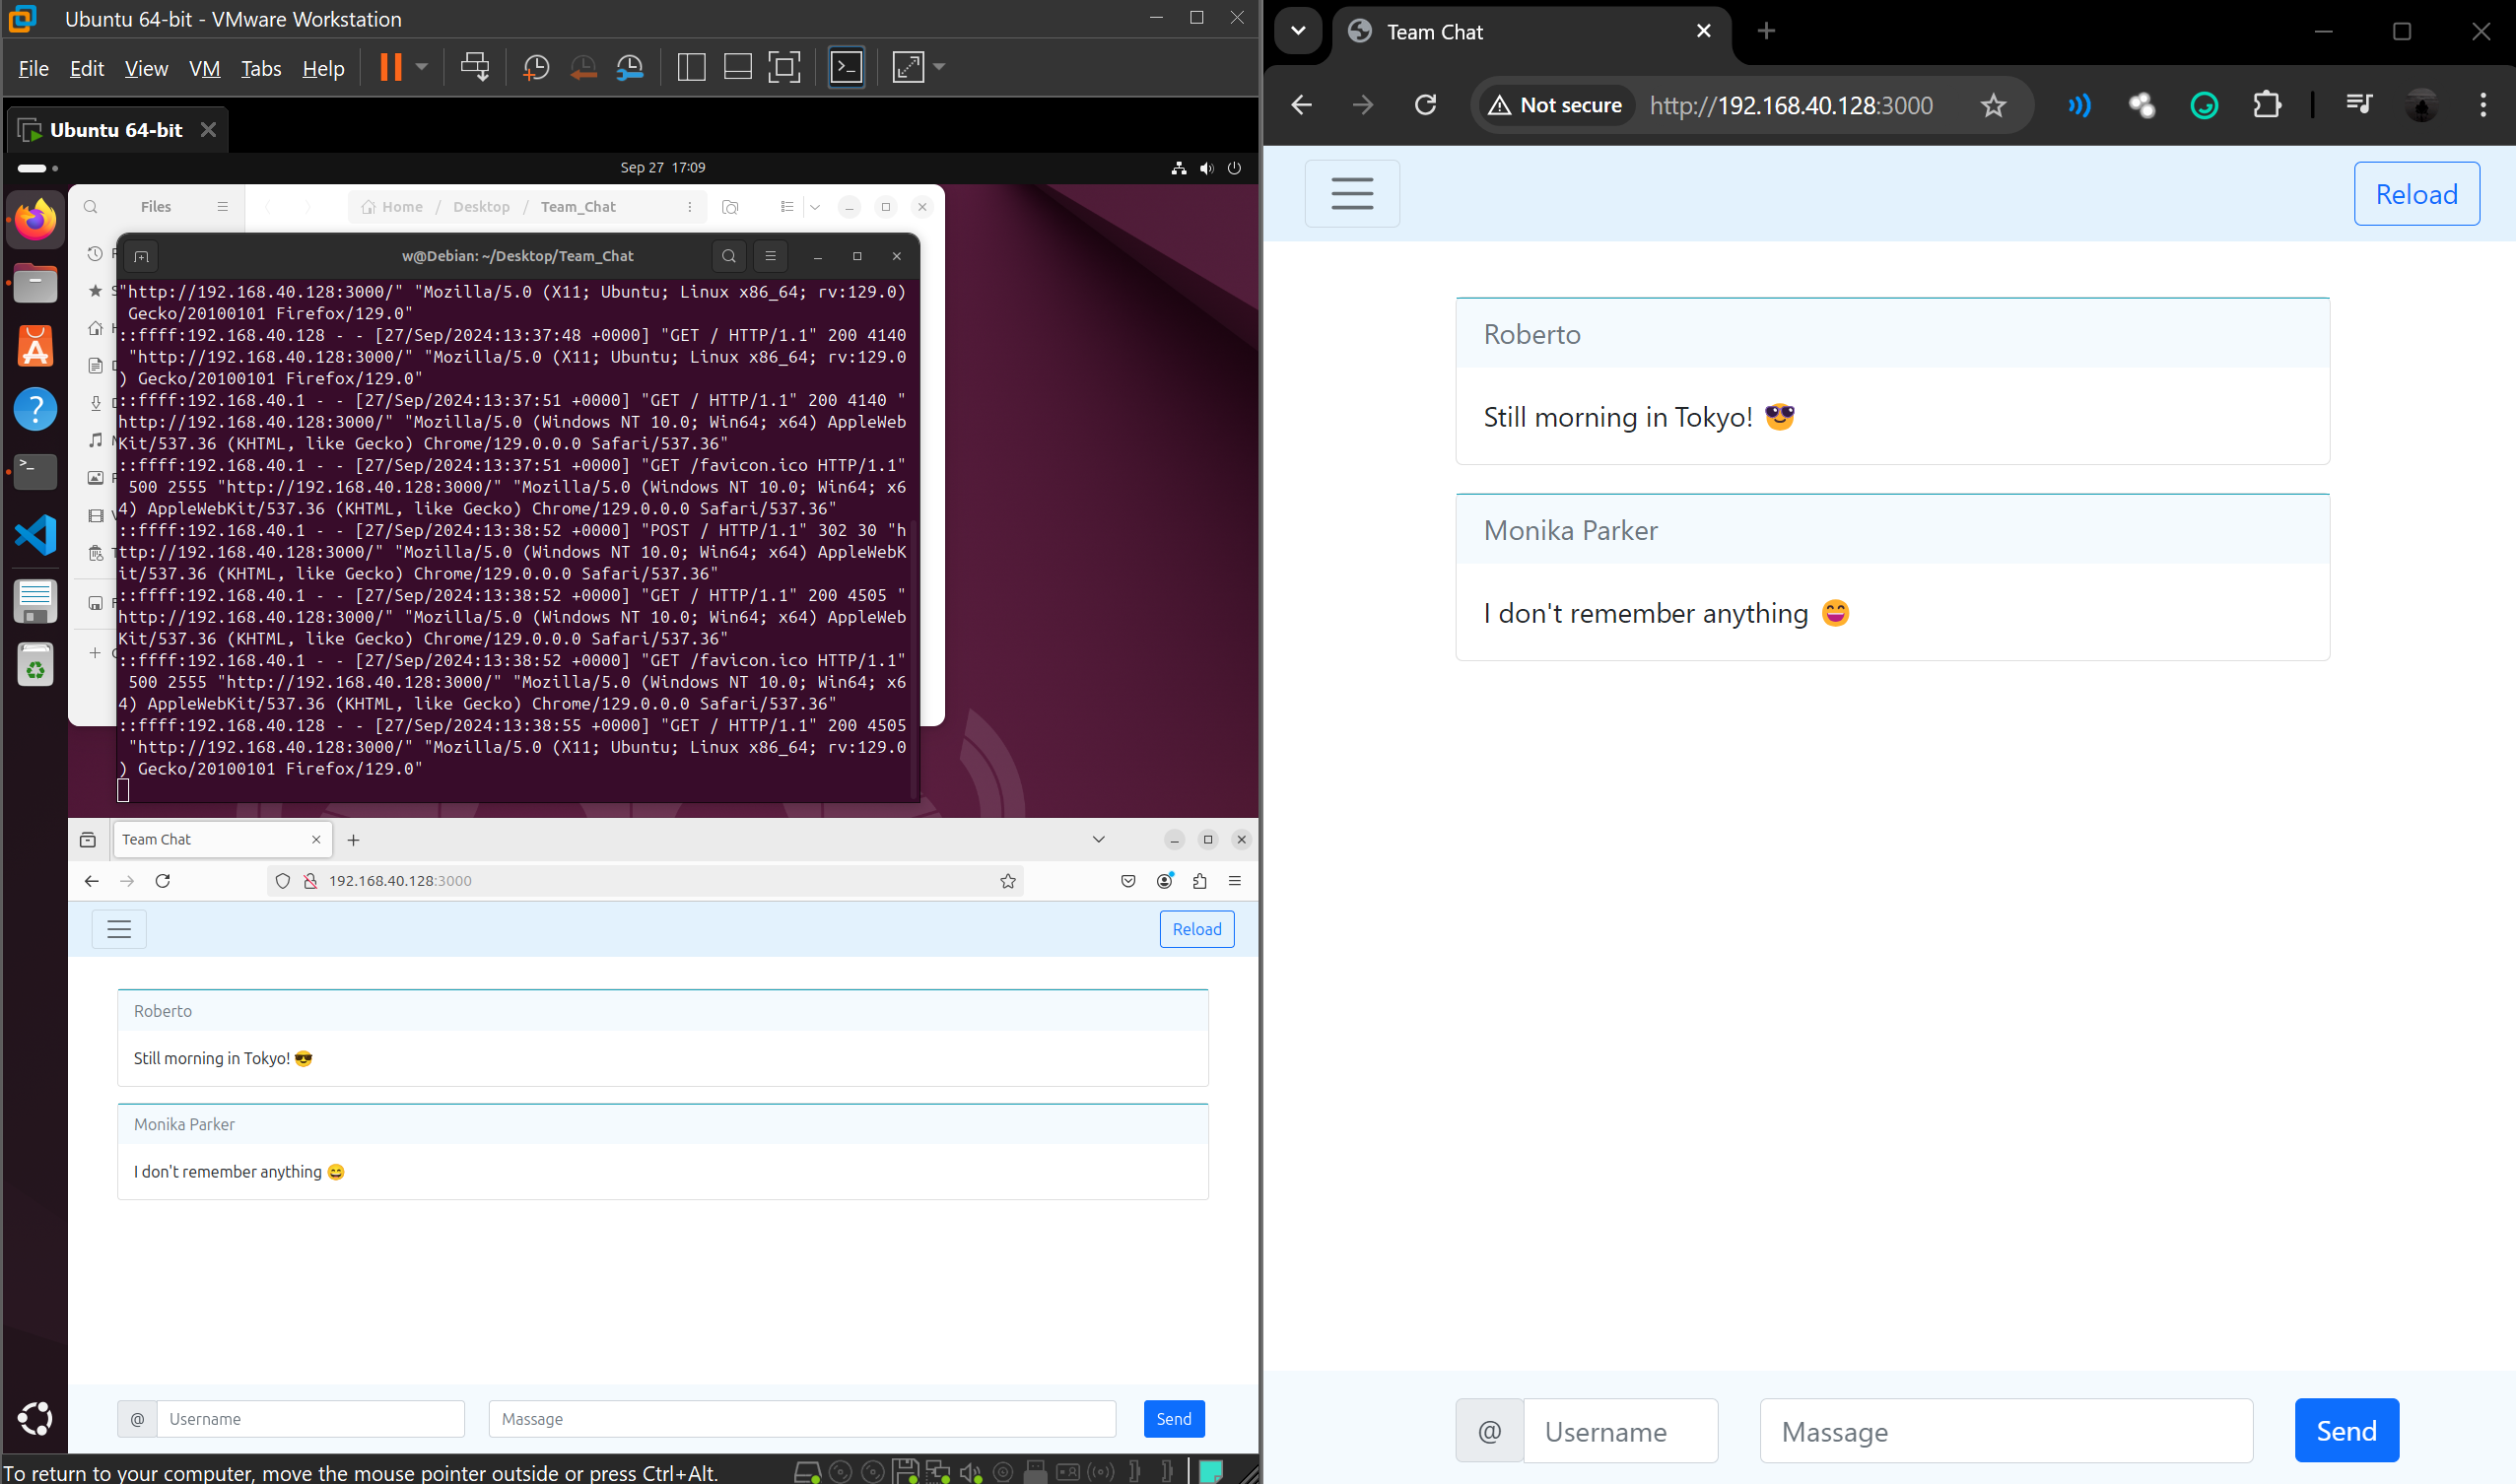 Ubuntu 64-bit - VMware Workstation
File Edit View VM Tabs Help
Ubuntu 64-bit
Sep 27 17:09
Files
Home / Desktop / Team_Chat
w@Debian: ~/Desktop/Team_Chat
"http://192.168.40.128:3000/" "Mozilla/5.0 (X11; Ubuntu; Linux x86_64; rv:129.0)
Gecko/20100101 Firefox/129.0"
::ffff:192.168.40.128 - - [27/Sep/2024:13:37:48 +0000] "GET / HTTP/1.1" 200 4140
"http://192.168.40.128:3000/" "Mozilla/5.0 (X11; Ubuntu; Linux x86_64; rv:129.0
) Gecko/20100101 Firefox/129.0"
::ffff:192.168.40.1 - - [27/Sep/2024:13:37:51 +0000] "GET / HTTP/1.1" 200 4140 "
http://192.168.40.128:3000/" "Mozilla/5.0 (Windows NT 10.0; Win64; x64) AppleWeb
Kit/537.36 (KHTML, like Gecko) Chrome/129.0.0.0 Safari/537.36"
::ffff:192.168.40.1 - - [27/Sep/2024:13:37:51 +0000] "GET /favicon.ico HTTP/1.1"
500 2555 "http://192.168.40.128:3000/" "Mozilla/5.0 (Windows NT 10.0; Win64; x6
4) AppleWebKit/537.36 (KHTML, like Gecko) Chrome/129.0.0.0 Safari/537.36"
::ffff:192.168.40.1 - - [27/Sep/2024:13:38:52 +0000] "POST / HTTP/1.1" 302 30 "h
ttp://192.168.40.128:3000/" "Mozilla/5.0 (Windows NT 10.0; Win64; x64) AppleWebK
it/537.36 (KHTML, like Gecko) Chrome/129.0.0.0 Safari/537.36"
::ffff:192.168.40.1 - - [27/Sep/2024:13:38:52 +0000] "GET / HTTP/1.1" 200 4505 "
http://192.168.40.128:3000/" "Mozilla/5.0 (Windows NT 10.0; Win64; x64) AppleWeb
Kit/537.36 (KHTML, like Gecko) Chrome/129.0.0.0 Safari/537.36"
::ffff:192.168.40.1 - - [27/Sep/2024:13:38:52 +0000] "GET /favicon.ico HTTP/1.1"
500 2555 "http://192.168.40.128:3000/" "Mozilla/5.0 (Windows NT 10.0; Win64; x6
4) AppleWebKit/537.36 (KHTML, like Gecko) Chrome/129.0.0.0 Safari/537.36"
::ffff:192.168.40.128 - - [27/Sep/2024:13:38:55 +0000] "GET / HTTP/1.1" 200 4505
"http://192.168.40.128:3000/" "Mozilla/5.0 (X11; Ubuntu; Linux x86_64; rv:129.0
) Gecko/20100101 Firefox/129.0"
Team Chat
192.168.40.128:3000
Reload
Roberto
Still morning in Tokyo! 😎
Monika Parker
I don't remember anything 😄
@ Username
Massage
Send
To return to your computer, move the mouse pointer outside or press Ctrl+Alt.
Team Chat
Not secure
http://192.168.40.128:3000
Reload
Roberto
Still morning in Tokyo! 😎
Monika Parker
I don't remember anything 😄
@ Username
Massage
Send